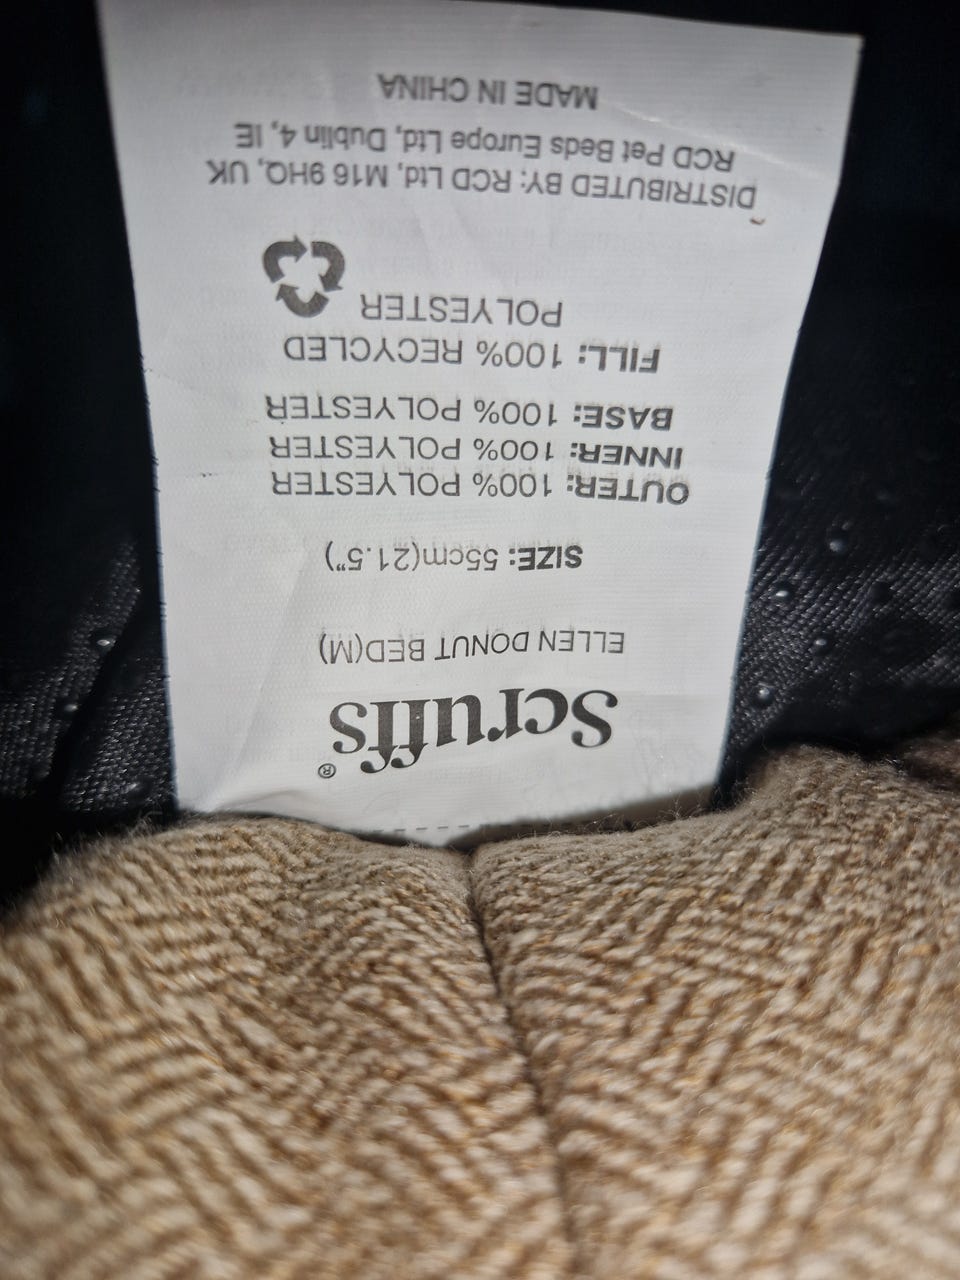 Scruffs®
ELLEN DONUT BED(M)
SIZE: 55cm(21.5")
OUTER: 100% POLYESTER
INNER: 100% POLYESTER
BASE: 100% POLYESTER
FILL: 100% RECYCLED
POLYESTER
DISTRIBUTED BY: RCD Ltd, M16 9HQ, UK
RCD Pet Beds Europe Ltd, Dublin 4, IE
MADE IN CHINA